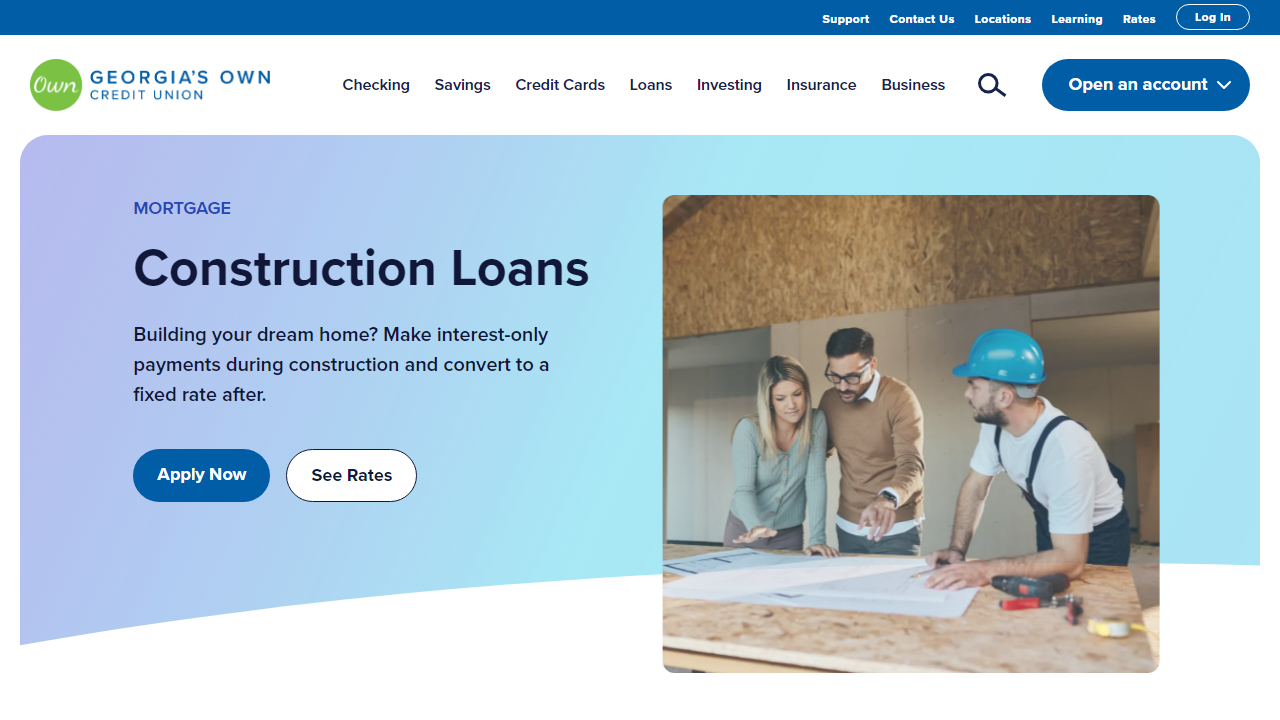 Support Contact Us Locations Learning Rates Log In
Own GEORGIA'S OWN
CREDIT UNION
Checking Savings Credit Cards Loans Investing Insurance Business Open an account
MORTGAGE
Construction Loans
Building your dream home? Make interest-only
payments during construction and convert to a
fixed rate after.
Apply Now See Rates